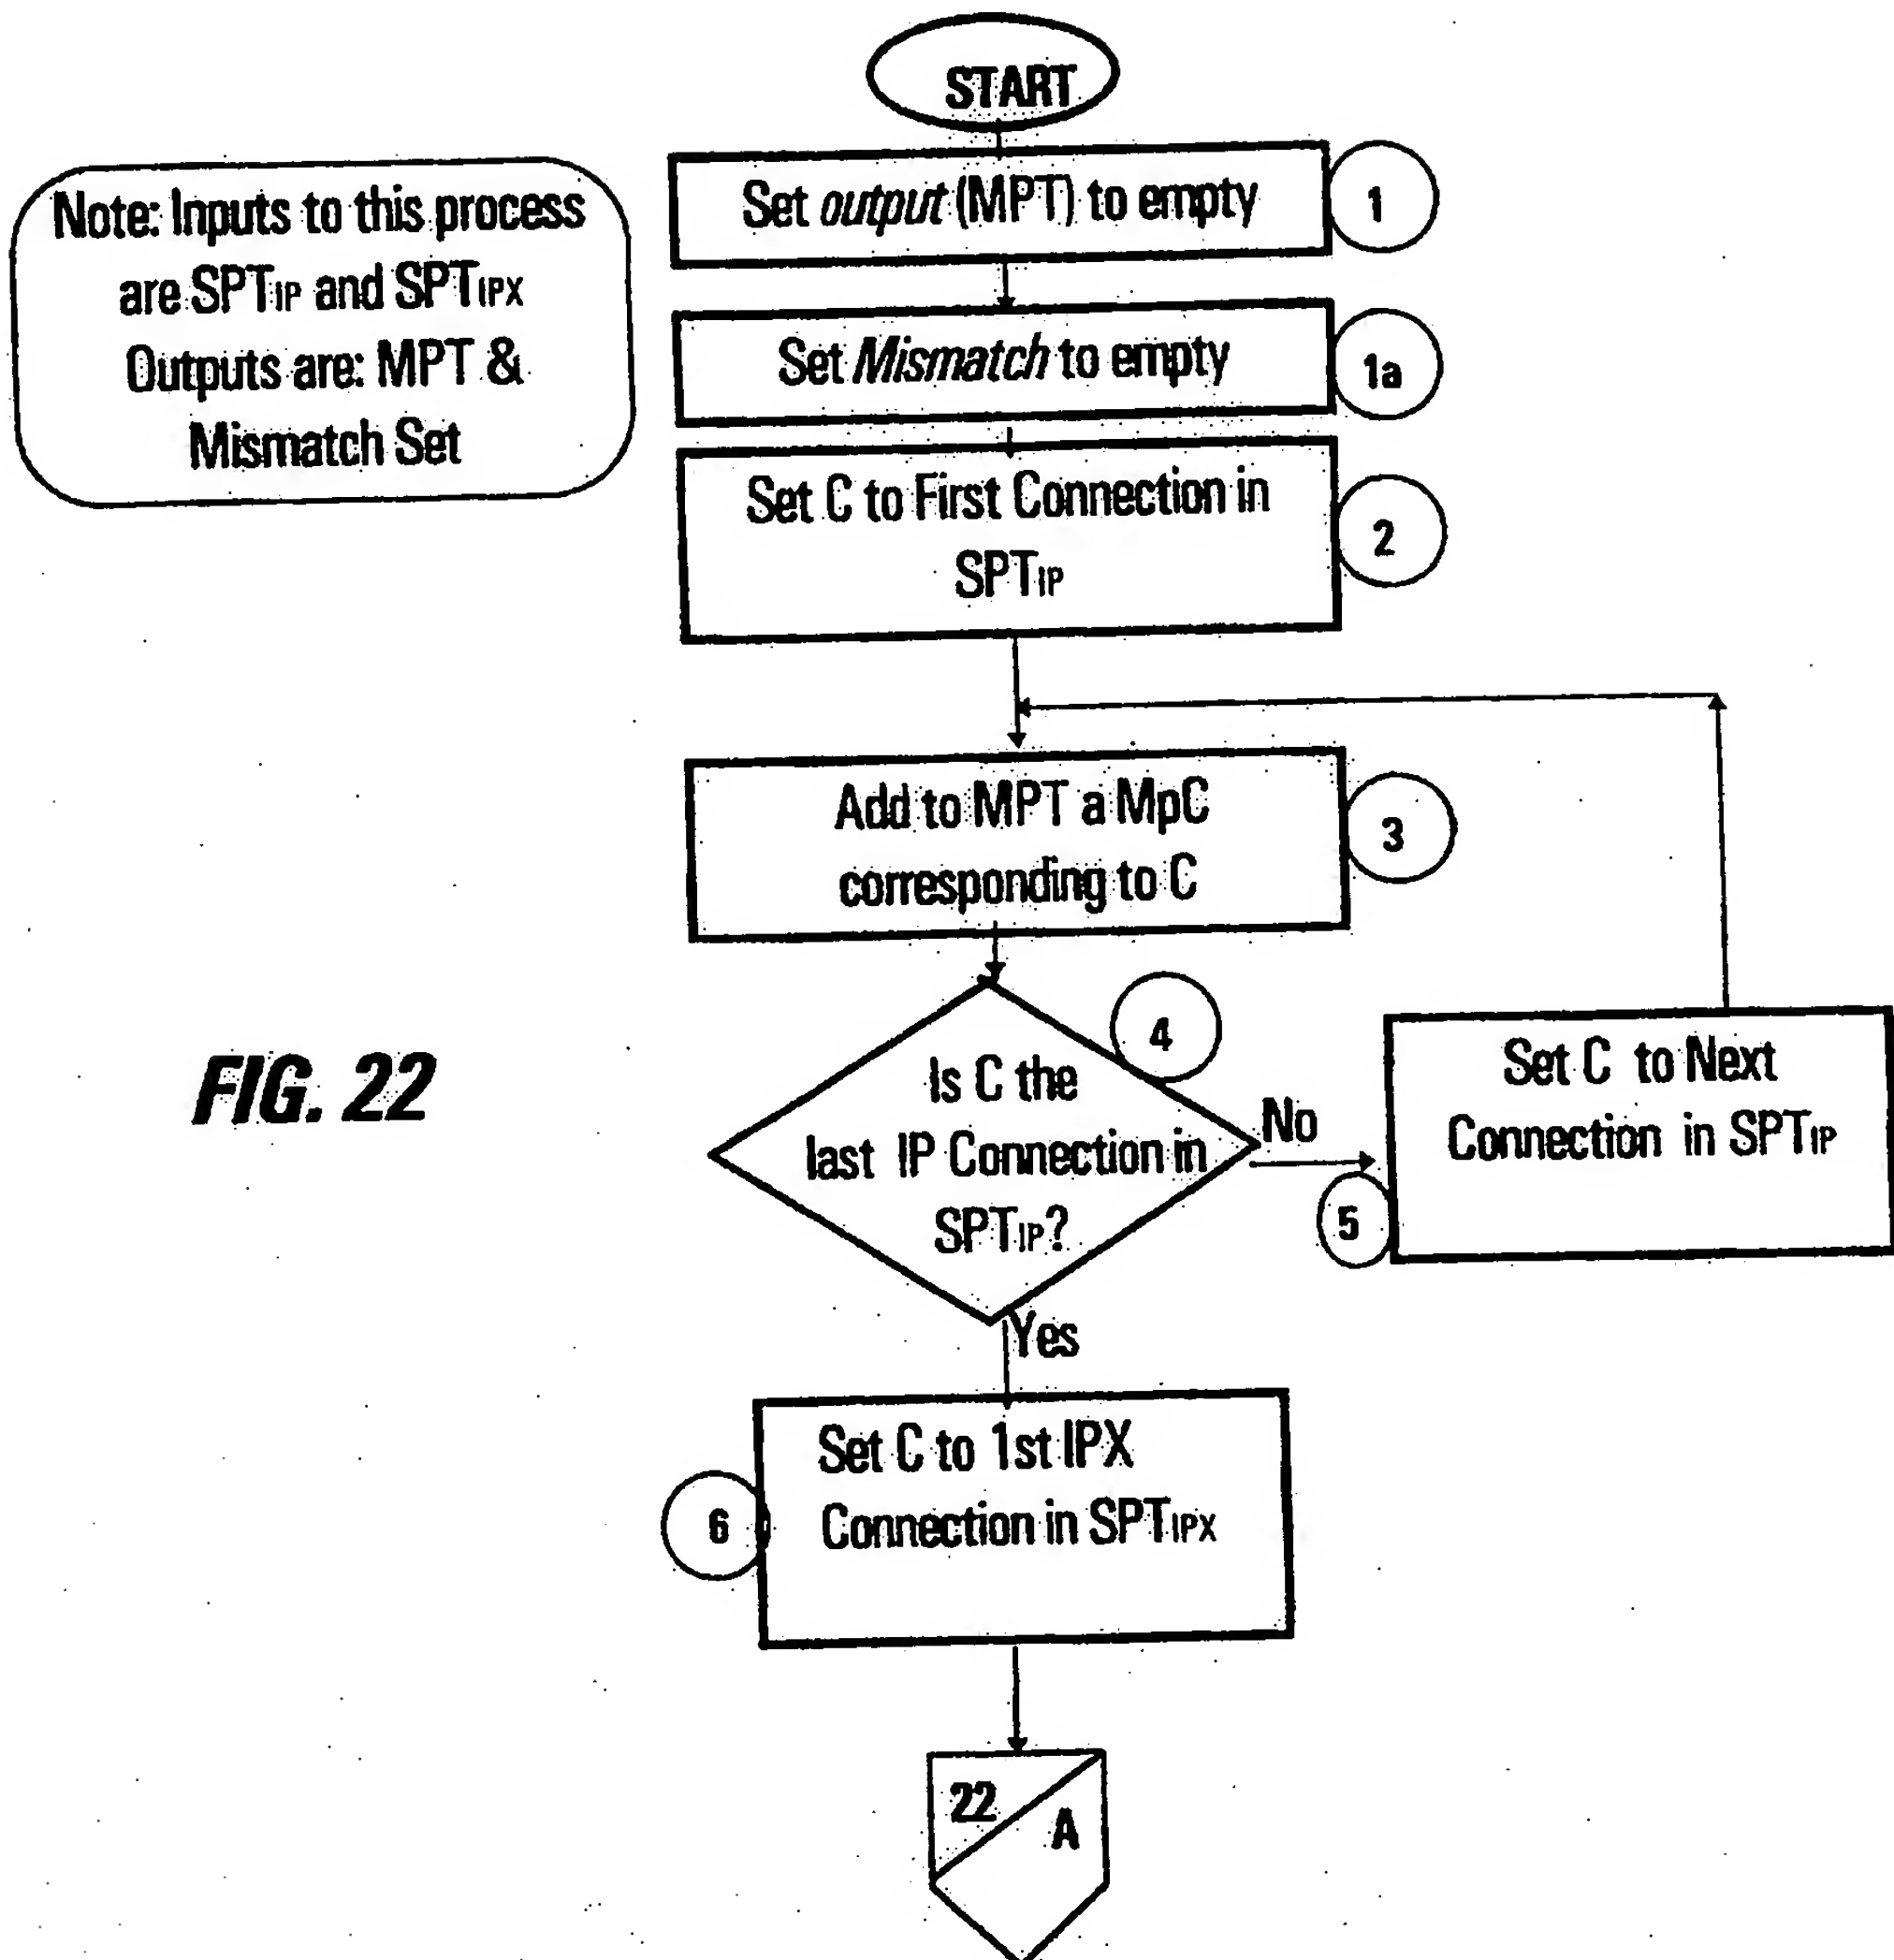 START
Note: Inputs to this process
are SPTIP and SPTIPX
Outputs are: MPT &
Mismatch Set
Set output (MPT) to empty
1
Set Mismatch to empty
1a
Set C to First Connection in
SPTIP
2
Add to MPT a MpC
corresponding to C
3
FIG. 22
4
Is C the
last IP Connection in
SPTIP?
No
5
Set C to Next
Connection in SPTIP
Yes
6
Set C to 1st IPX
Connection in SPTIPX
22
A